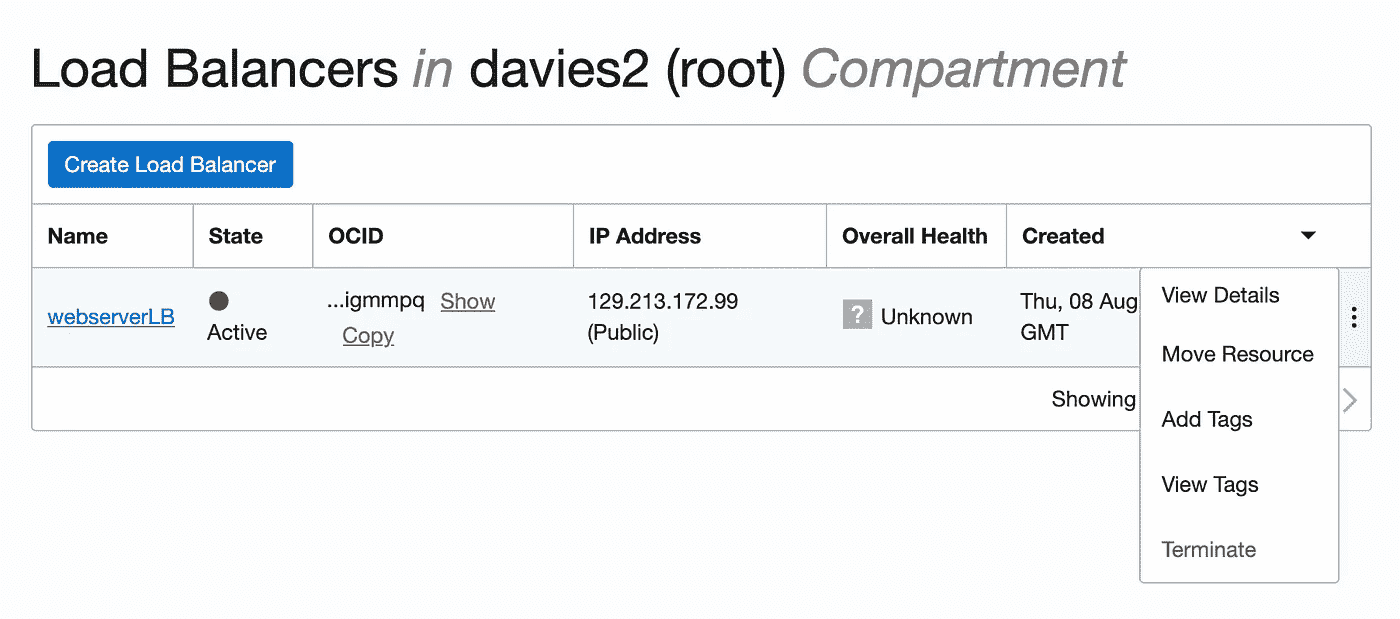 Load Balancers in davies2 (root) Compartment
Create Load Balancer
Name State OCID IP Address Overall Health Created
webserverLB
Active
...igmmpq Show
Copy
129.213.172.99
(Public)
? Unknown
Thu, 08 Aug
GMT
Showing
View Details
Move Resource
Add Tags
View Tags
Terminate